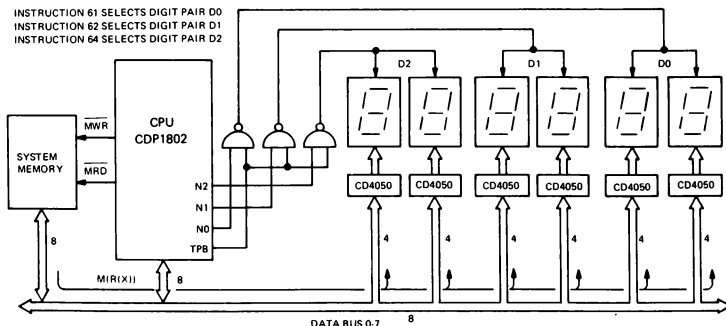 INSTRUCTION 61 SELECTS DIGIT PAIR D0
INSTRUCTION 62 SELECTS DIGIT PAIR D1
INSTRUCTION 64 SELECTS DIGIT PAIR D2
D2
D1
D0
CPU
CDP1802
MWR
MRD
SYSTEM
MEMORY
N2
N1
N0
TPB
CD4050
CD4050
CD4050
CD4050
CD4050
CD4050
8
M(R(X))
8
4
4
4
4
4
4
DATA BUS 0-7
8